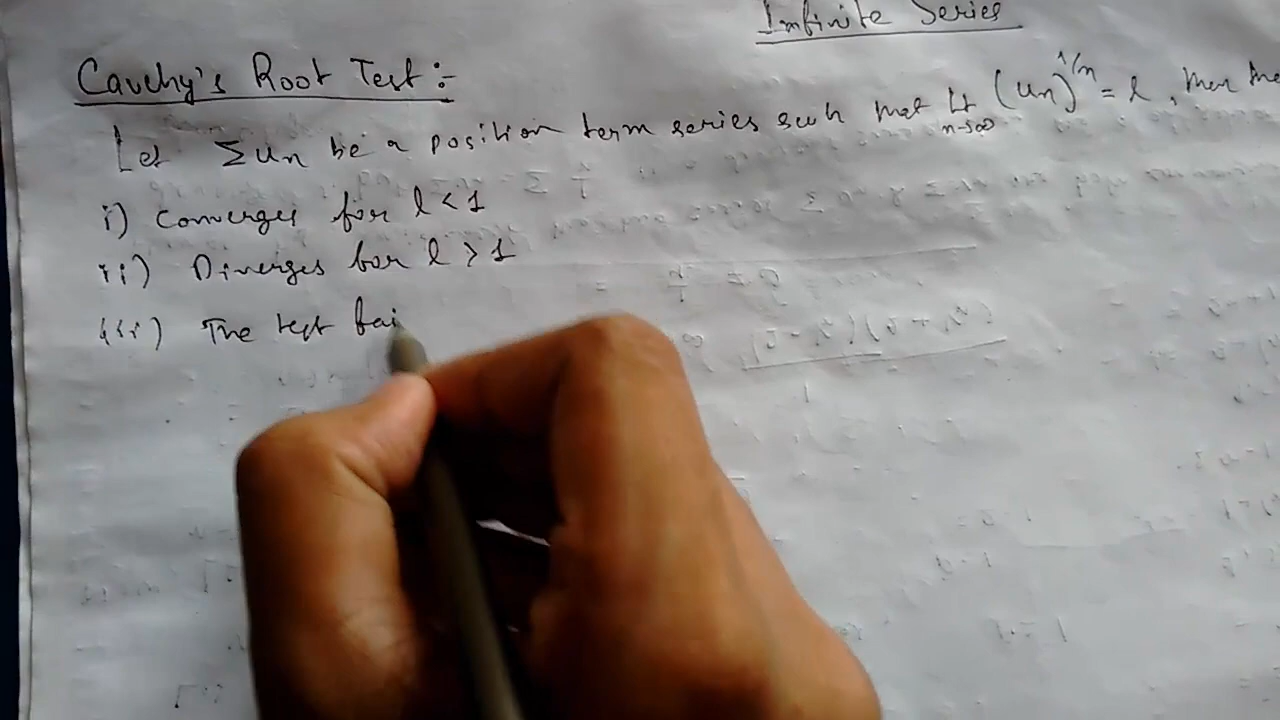 Infinite Series
Cauchy's Root Test :-
Let Σun be a position term series such that lt n→∞ (un)^1/n = l , then the
i) Converges for l < 1
ii) Diverges for l > 1
iii) The test fai